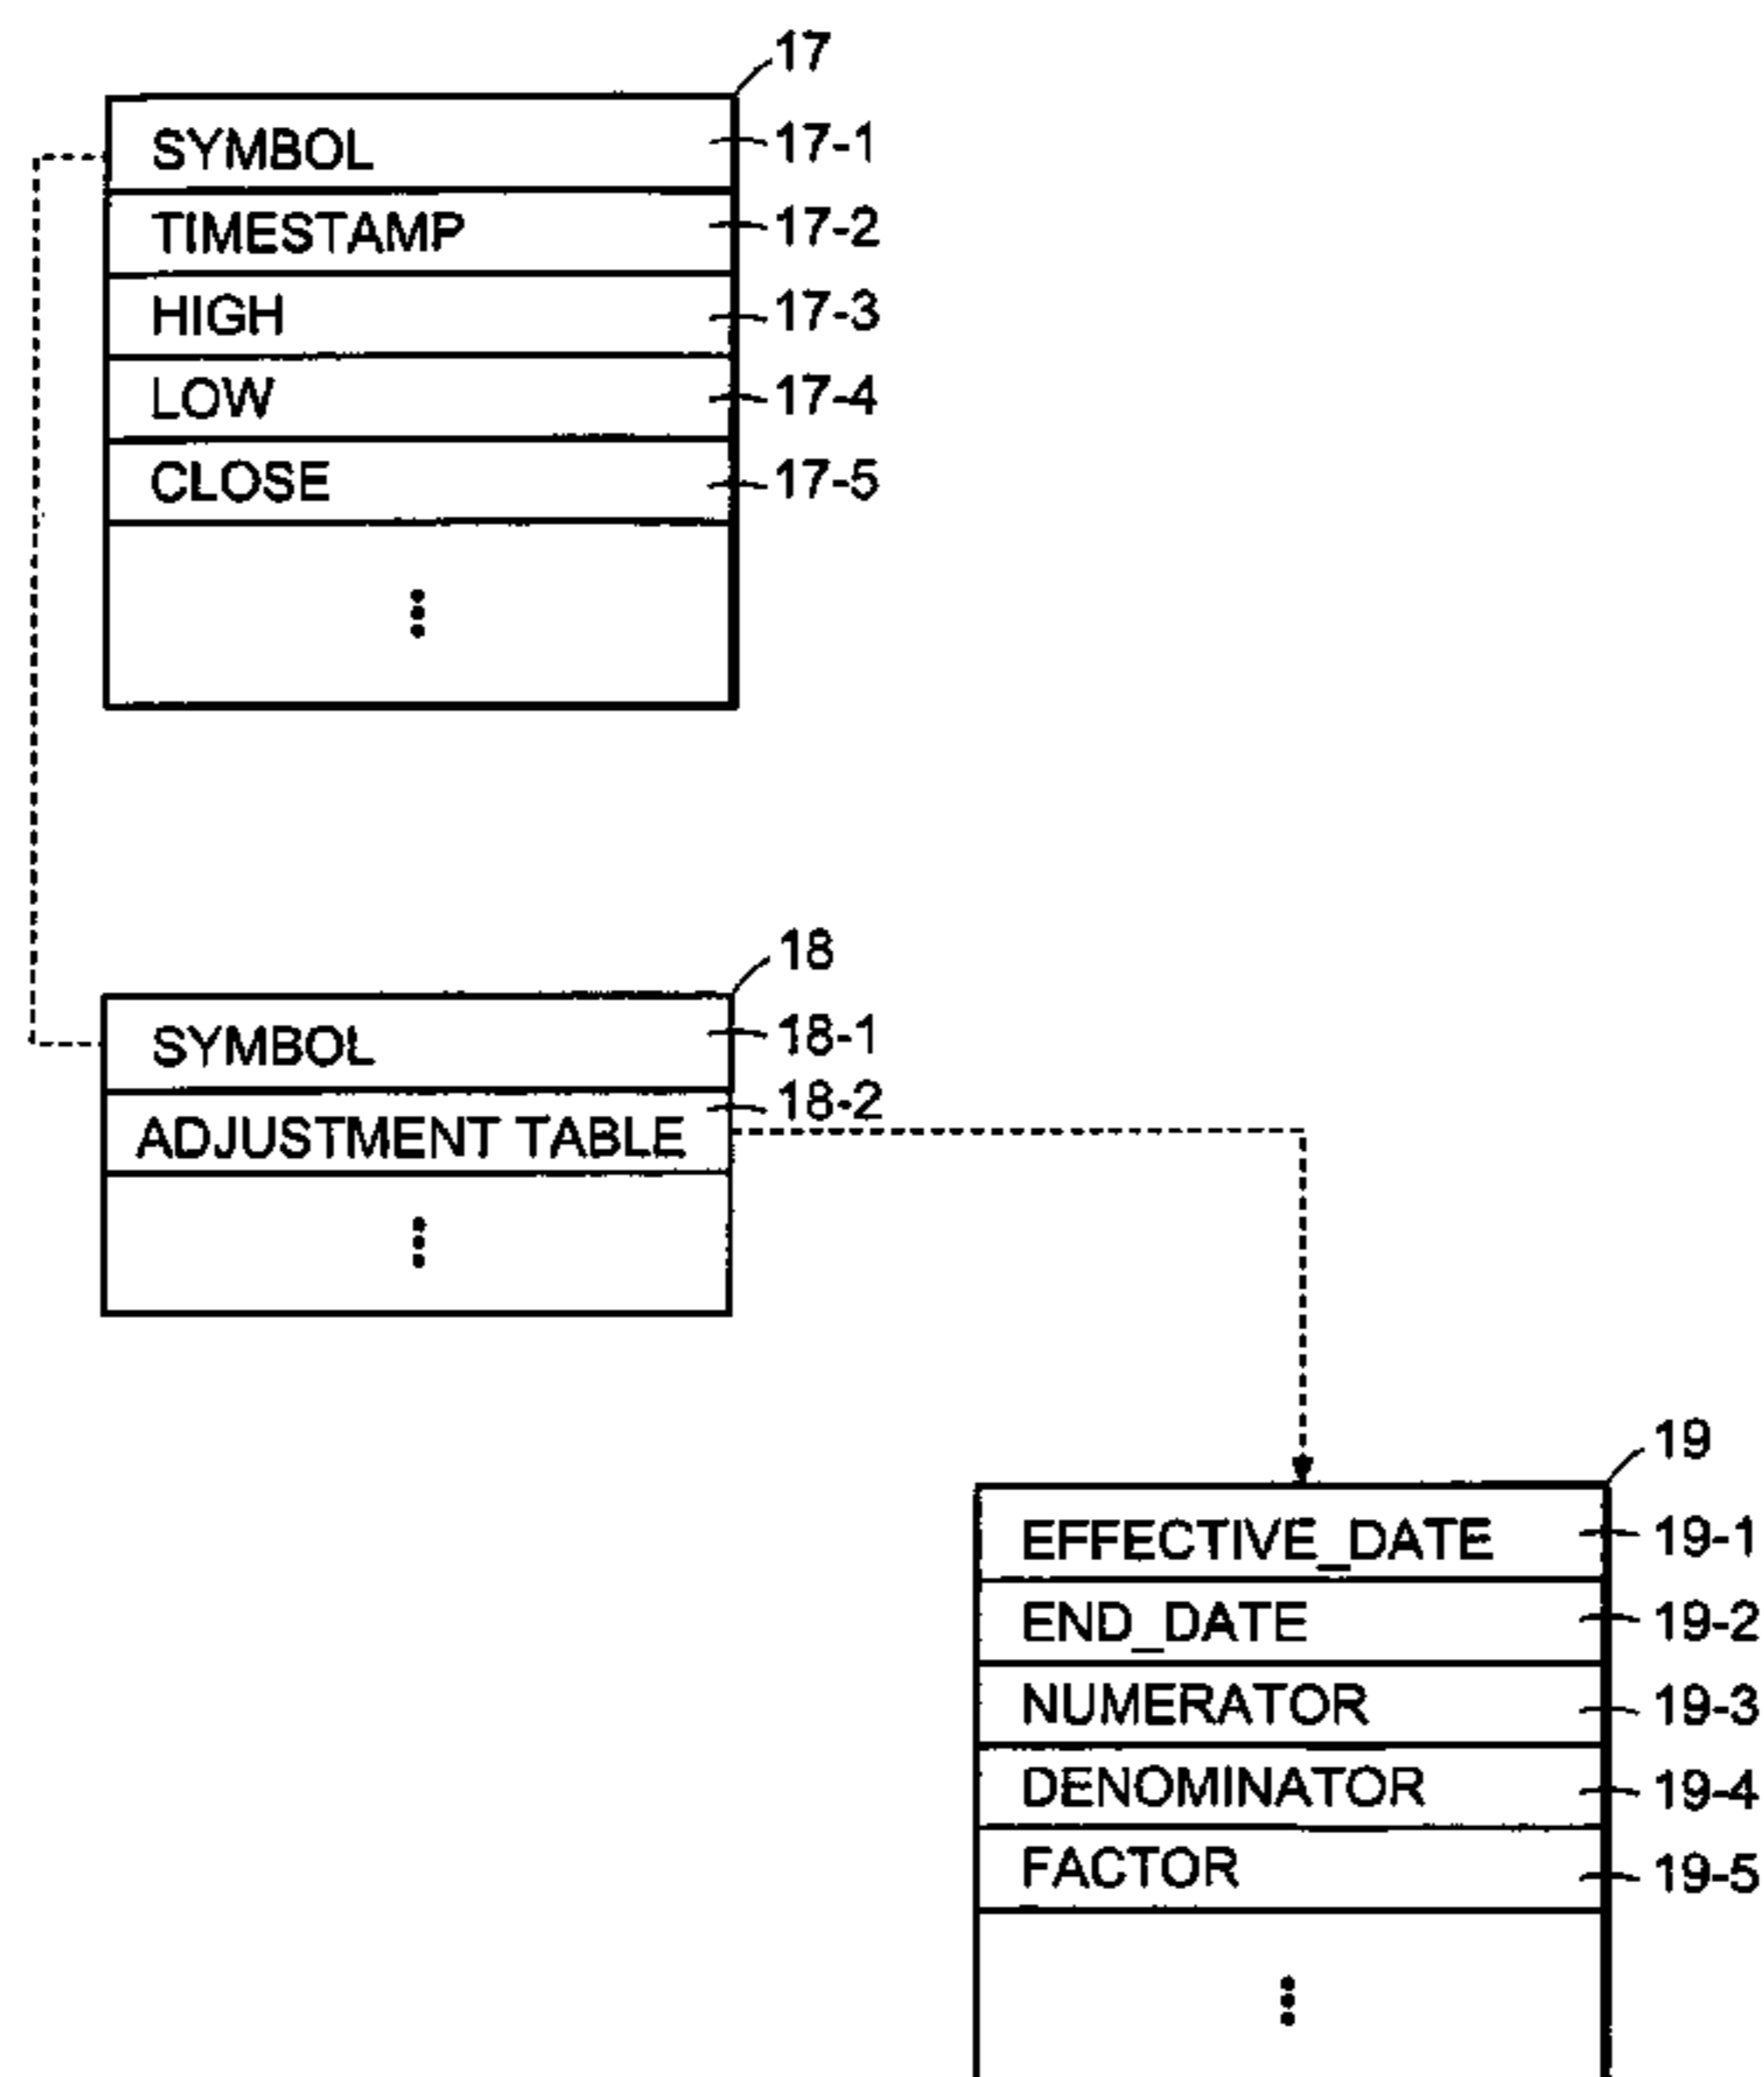 17
SYMBOL 17-1
TIMESTAMP 17-2
HIGH 17-3
LOW 17-4
CLOSE 17-5
18
SYMBOL 18-1
ADJUSTMENT TABLE 18-2
19
EFFECTIVE_DATE 19-1
END_DATE 19-2
NUMERATOR 19-3
DENOMINATOR 19-4
FACTOR 19-5